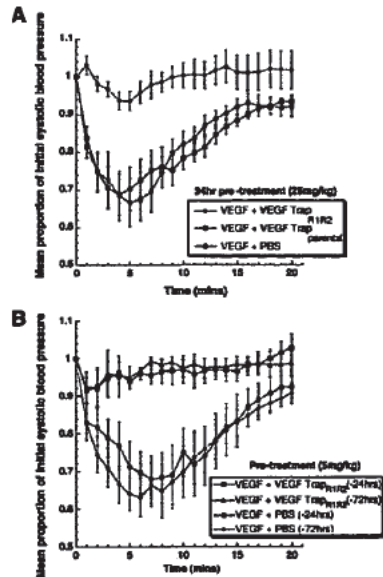 A
Mean proportion of initial systolic blood pressure
1.1
1
0.9
0.8
0.7
0.6
0.5
24hr pre-treatment (25mg/kg)
VEGF + VEGF Trap R1R2
VEGF + VEGF Trap parental
VEGF + PBS
0 5 10 15 20 25
Time (mins)
B
Mean proportion of initial systolic blood pressure
1.1
1
0.9
0.8
0.7
0.6
0.5
Pre-treatment (5mg/kg)
VEGF + VEGF TrapR1R2 (-24hrs)
VEGF + VEGF TrapR1R2 (-72hrs)
VEGF + PBS (-24hrs)
VEGF + PBS (-72hrs)
0 5 10 15 20 25
Time (mins)